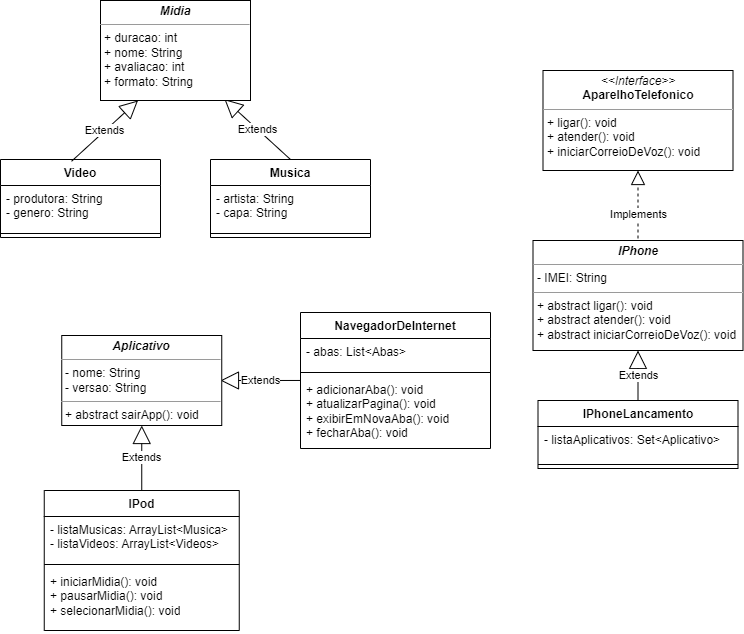 Midia
+ duracao: int
+ nome: String
+ avaliacao: int
+ formato: String
Extends
Extends
Video
- produtora: String
- genero: String
Musica
- artista: String
- capa: String
<<Interface>>
AparelhoTelefonico
+ ligar(): void
+ atender(): void
+ iniciarCorreioDeVoz(): void
Implements
IPhone
- IMEI: String
+ abstract ligar(): void
+ abstract atender(): void
+ abstract iniciarCorreioDeVoz(): void
Extends
IPhoneLancamento
- listaAplicativos: Set<Aplicativo>
Aplicativo
- nome: String
- versao: String
+ abstract sairApp(): void
Extends
NavegadorDeInternet
- abas: List<Abas>
+ adicionarAba(): void
+ atualizarPagina(): void
+ exibirEmNovaAba(): void
+ fecharAba(): void
Extends
IPod
- listaMusicas: ArrayList<Musica>
- listaVideos: ArrayList<Videos>
+ iniciarMidia(): void
+ pausarMidia(): void
+ selecionarMidia(): void